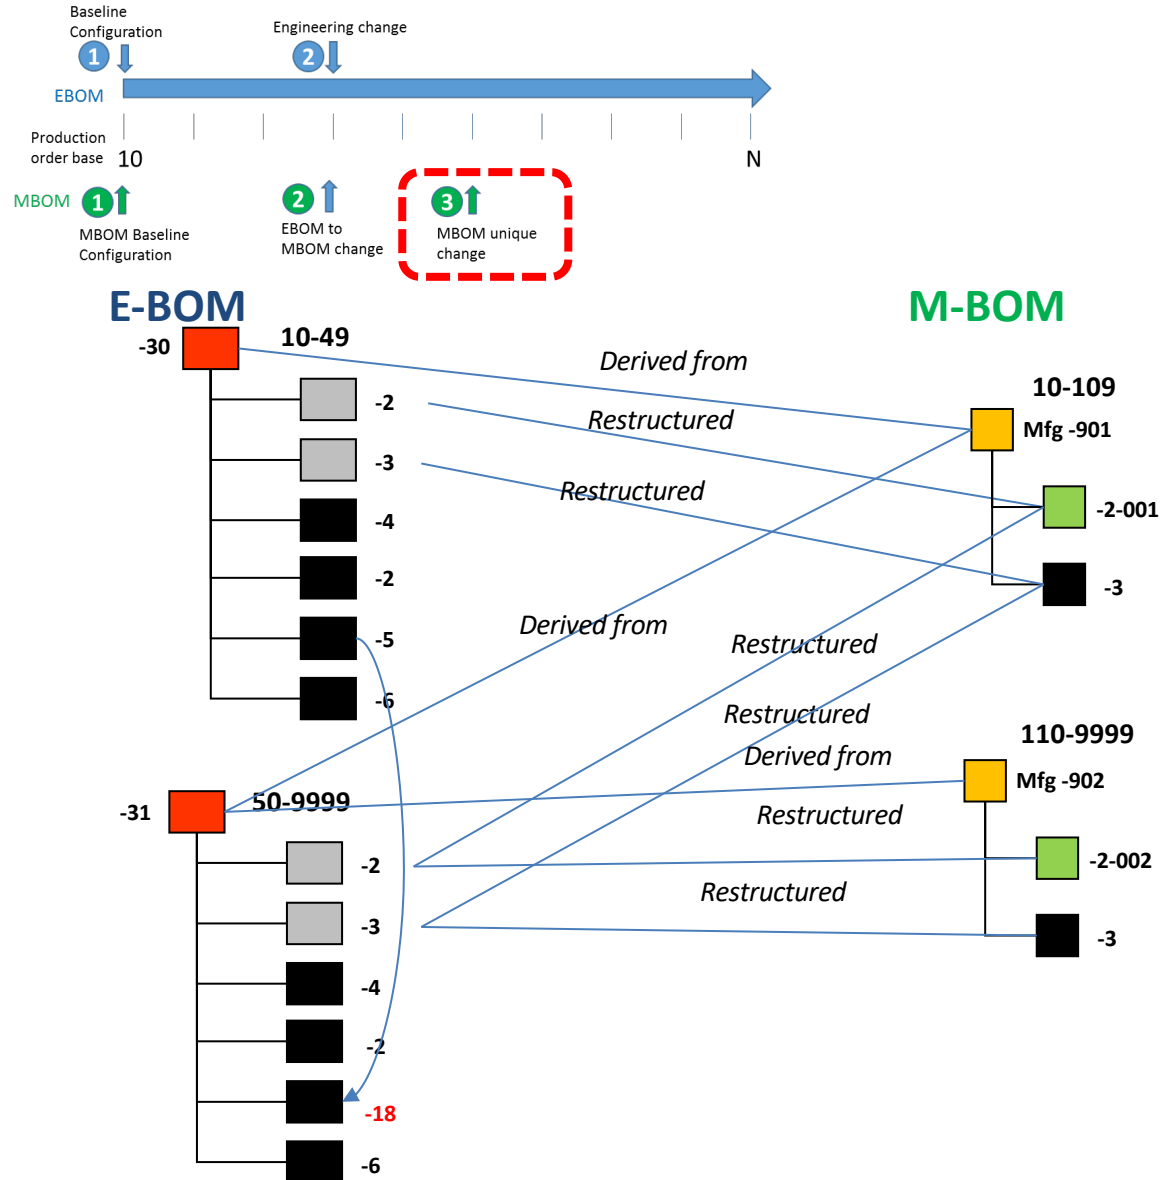 Baseline
Configuration
Engineering change
1
2
EBOM
Production
order base
10
N
MBOM
1
2
3
MBOM Baseline
Configuration
EBOM to
MBOM change
MBOM unique
change
E-BOM
M-BOM
-30
10-49
Derived from
10-109
-2
Restructured
Mfg -901
-3
Restructured
-2-001
-4
-2
-3
-5
Derived from
Restructured
-6
Restructured
110-9999
Derived from
Mfg -902
-31
50-9999
Restructured
-2
-2-002
Restructured
-3
-3
-4
-2
-18
-6